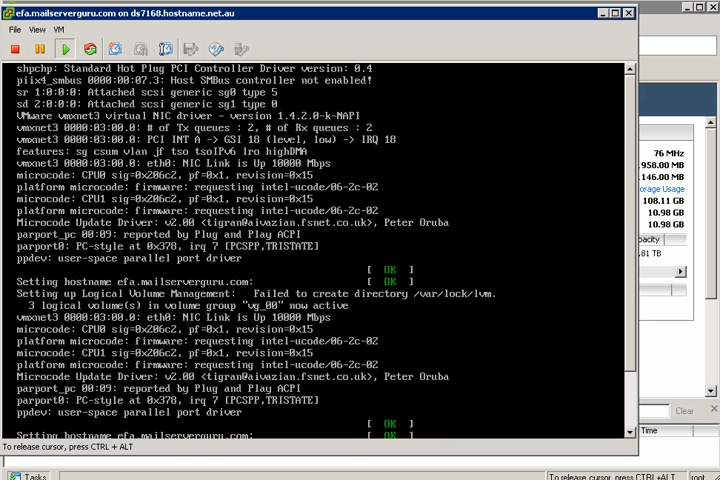 efa.mailserverguru.com on ds7168.hostname.net.au
File View VM
shpchp: Standard Hot Plug PCI Controller Driver version: 0.4
piix4_smbus 0000:00:07.3: Host SMBus controller not enabled!
sr 1:0:0:0: Attached scsi generic sg0 type 5
sd 2:0:0:0: Attached scsi generic sg1 type 0
VMware vmxnet3 virtual NIC driver - version 1.4.2.0-k-NAPI
vmxnet3 0000:03:00.0: # of Tx queues : 2, # of Rx queues : 2
vmxnet3 0000:03:00.0: PCI INT A -> GSI 18 (level, low) -> IRQ 18
features: sg csum vlan jf tso tsoIPv6 lro highDMA
vmxnet3 0000:03:00.0: eth0: NIC Link is Up 10000 Mbps
microcode: CPU0 sig=0x206c2, pf=0x1, revision=0x15
platform microcode: firmware: requesting intel-ucode/06-2c-02
microcode: CPU1 sig=0x206c2, pf=0x1, revision=0x15
platform microcode: firmware: requesting intel-ucode/06-2c-02
Microcode Update Driver: v2.00 <tigran@aivazian.fsnet.co.uk>, Peter Oruba
parport_pc 00:09: reported by Plug and Play ACPI
parport0: PC-style at 0x378, irq 7 [PCSPP,TRISTATE]
ppdev: user-space parallel port driver
[ OK ]
Setting hostname efa.mailserverguru.com: [ OK ]
Setting up Logical Volume Management: Failed to create directory /var/lock/lvm.
3 logical volume(s) in volume group "vg_00" now active
vmxnet3 0000:03:00.0: eth0: NIC Link is Up 10000 Mbps
microcode: CPU0 sig=0x206c2, pf=0x1, revision=0x15
platform microcode: firmware: requesting intel-ucode/06-2c-02
microcode: CPU1 sig=0x206c2, pf=0x1, revision=0x15
platform microcode: firmware: requesting intel-ucode/06-2c-02
Microcode Update Driver: v2.00 <tigran@aivazian.fsnet.co.uk>, Peter Oruba
parport_pc 00:09: reported by Plug and Play ACPI
parport0: PC-style at 0x378, irq 7 [PCSPP,TRISTATE]
ppdev: user-space parallel port driver
[ OK ]
Setting hostname efa.mailserverguru.com: [ OK ]
To release cursor, press CTRL + ALT
76 MHz
958.00 MB
146.00 MB
orage Usage
108.11 GB
10.98 GB
10.98 GB
pacity
.81 TB
Clear
Time
Tasks
To release cursor, press CTRL+ALT
root